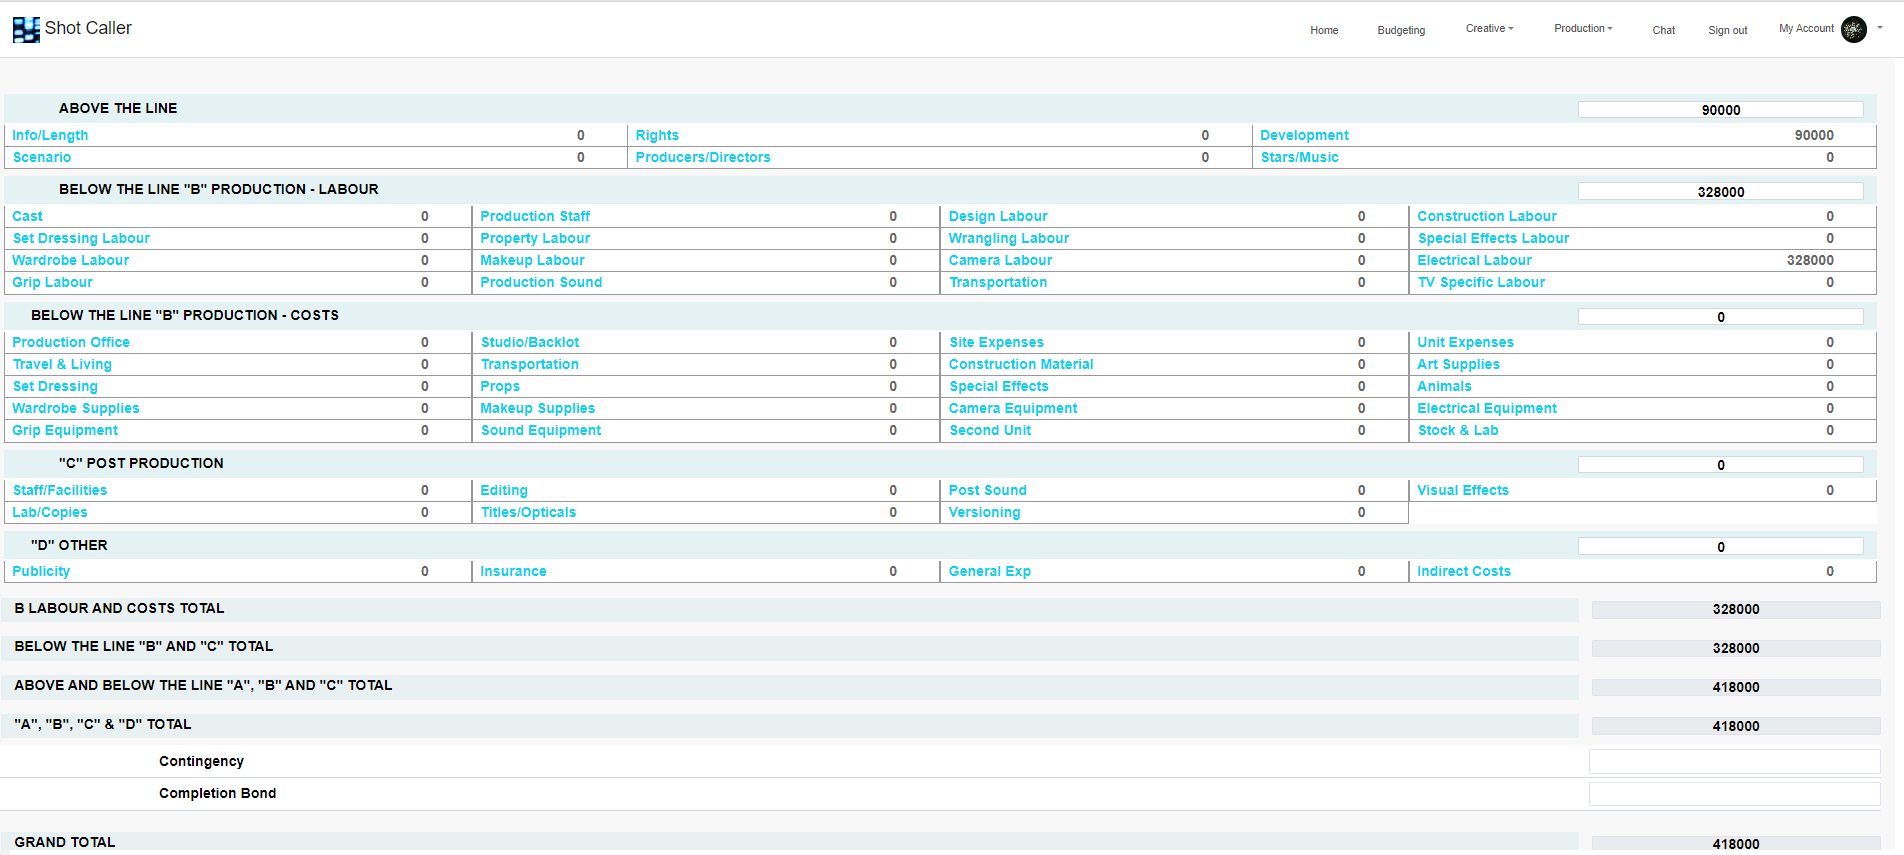 Shot Caller Home Budgeting Creative Production Chat Sign out My Account
ABOVE THE LINE 90000
Info/Length 0 Rights 0 Development 90000
Scenario 0 Producers/Directors 0 Stars/Music 0
BELOW THE LINE "B" PRODUCTION - LABOUR 328000
Cast 0 Production Staff 0 Design Labour 0 Construction Labour 0
Set Dressing Labour 0 Property Labour 0 Wrangling Labour 0 Special Effects Labour 0
Wardrobe Labour 0 Makeup Labour 0 Camera Labour 0 Electrical Labour 328000
Grip Labour 0 Production Sound 0 Transportation 0 TV Specific Labour 0
BELOW THE LINE "B" PRODUCTION - COSTS 0
Production Office 0 Studio/Backlot 0 Site Expenses 0 Unit Expenses 0
Travel & Living 0 Transportation 0 Construction Material 0 Art Supplies 0
Set Dressing 0 Props 0 Special Effects 0 Animals 0
Wardrobe Supplies 0 Makeup Supplies 0 Camera Equipment 0 Electrical Equipment 0
Grip Equipment 0 Sound Equipment 0 Second Unit 0 Stock & Lab 0
"C" POST PRODUCTION 0
Staff/Facilities 0 Editing 0 Post Sound 0 Visual Effects 0
Lab/Copies 0 Titles/Opticals 0 Versioning 0
"D" OTHER 0
Publicity 0 Insurance 0 General Exp 0 Indirect Costs 0
B LABOUR AND COSTS TOTAL 328000
BELOW THE LINE "B" AND "C" TOTAL 328000
ABOVE AND BELOW THE LINE "A", "B" AND "C" TOTAL 418000
"A", "B", "C" & "D" TOTAL 418000
Contingency
Completion Bond
GRAND TOTAL 418000